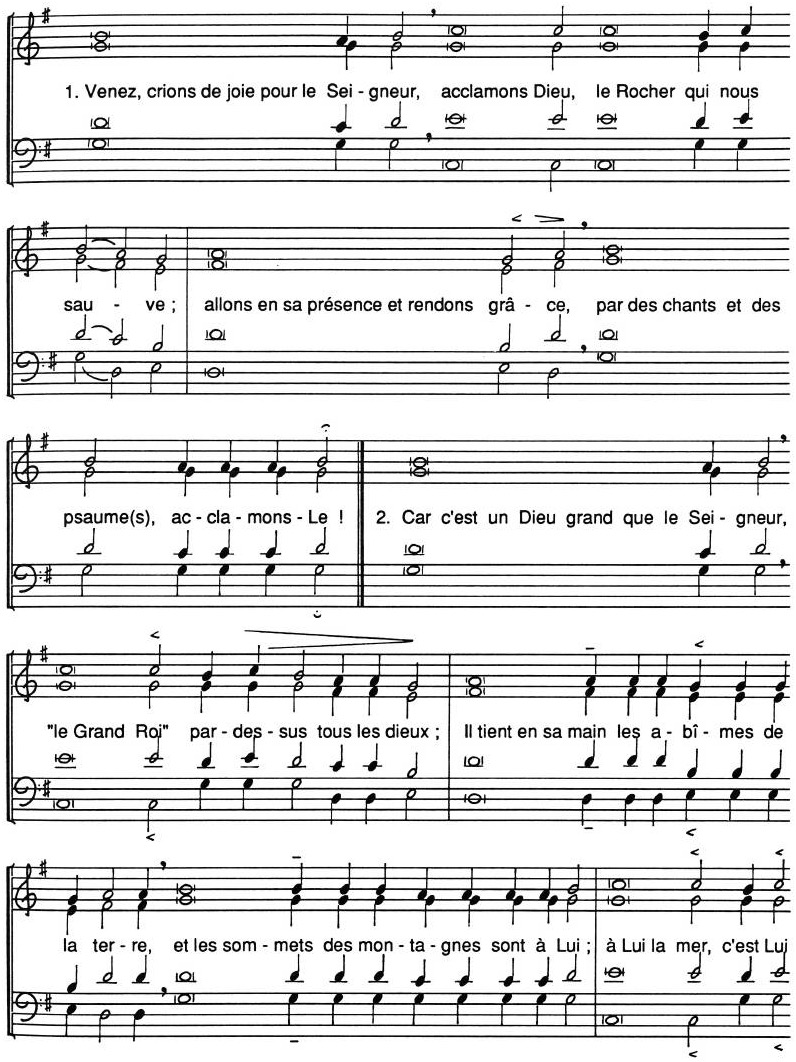 1. Venez, crions de joie pour le Sei - gneur, acclamons Dieu, le Rocher qui nous
sau - ve ; allons en sa présence et rendons grâ - ce, par des chants et des
psaume(s), ac - cla - mons - Le ! 2. Car c'est un Dieu grand que le Sei - gneur,
"le Grand Roi" par - des - sus tous les dieux ; Il tient en sa main les a - bî - mes de
la ter - re, et les som - mets des mon - ta - gnes sont à Lui ; à Lui la mer, c'est Lui